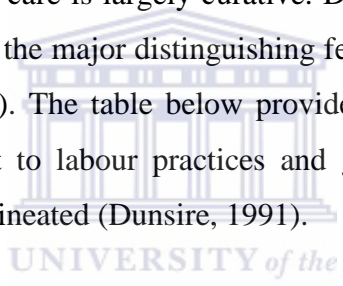 care is largely curative. D
the major distinguishing fe
). The table below provide
t to labour practices and
ineated (Dunsire, 1991).
UNIVERSITY of the